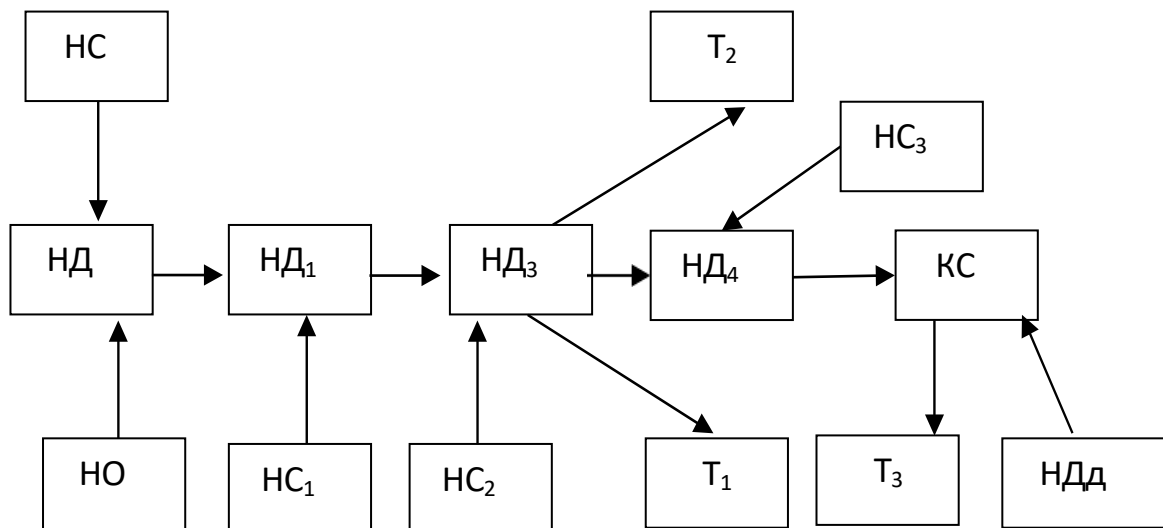 НС
Т₂
НС₃
НД
НД₁
НД₃
НД₄
КС
НО
НС₁
НС₂
Т₁
Т₃
НДд